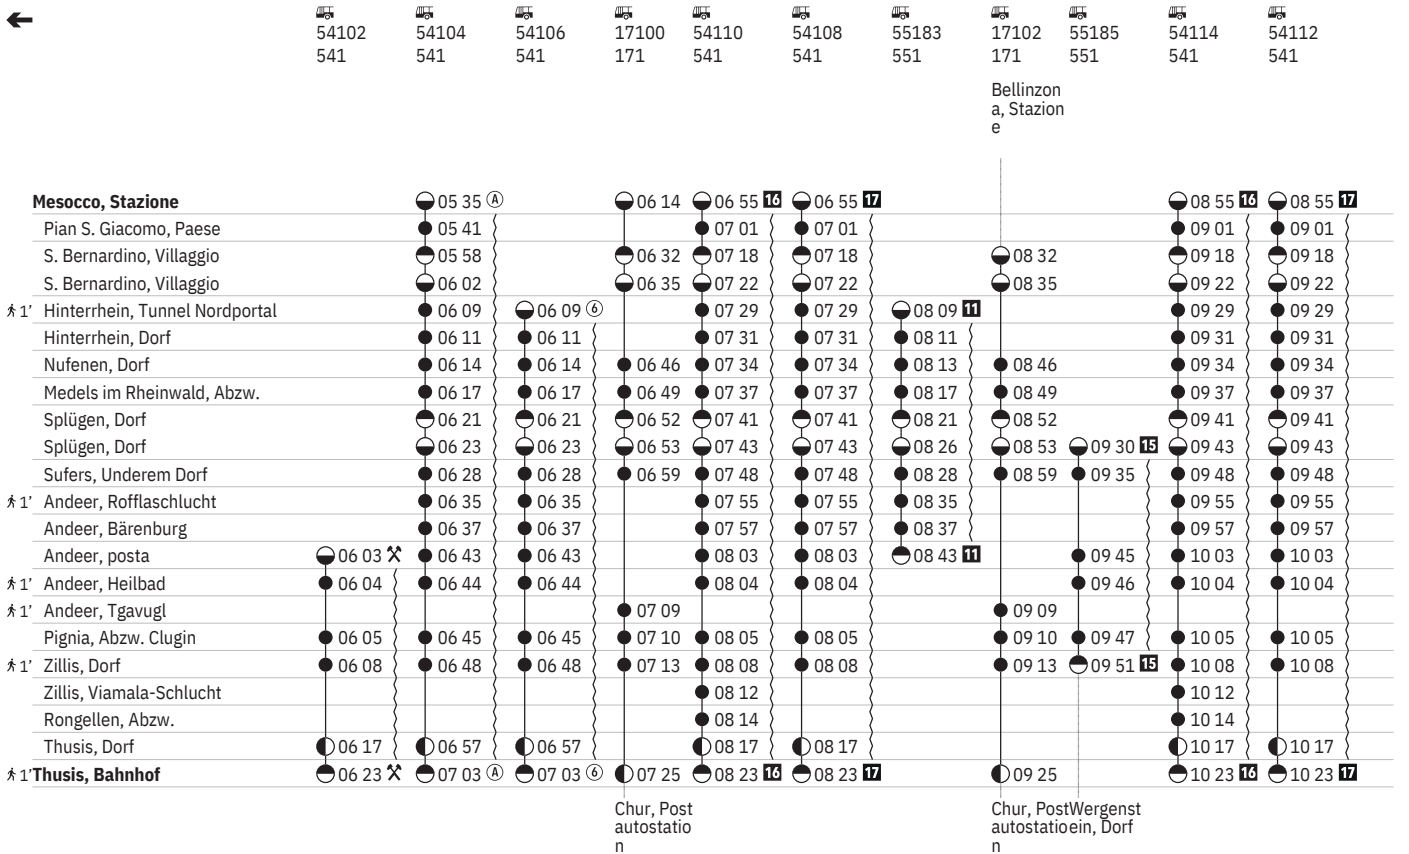 54102 54104 54106 17100 54110 54108 55183 17102 55185 54114 54112
541 541 541 171 541 541 551 171 551 541 541
Bellinzon
a, Stazion
e
Mesocco, Stazione 05 35 A 06 14 06 55 16 06 55 17 08 55 16 08 55 17
Pian S. Giacomo, Paese 05 41 07 01 07 01 09 01 09 01
S. Bernardino, Villaggio 05 58 06 32 07 18 07 18 08 32 09 18 09 18
S. Bernardino, Villaggio 06 02 06 35 07 22 07 22 08 35 09 22 09 22
1' Hinterrhein, Tunnel Nordportal 06 09 06 09 6 07 29 07 29 08 09 11 09 29 09 29
Hinterrhein, Dorf 06 11 06 11 07 31 07 31 08 11 09 31 09 31
Nufenen, Dorf 06 14 06 14 06 46 07 34 07 34 08 13 08 46 09 34 09 34
Medels im Rheinwald, Abzw. 06 17 06 17 06 49 07 37 07 37 08 17 08 49 09 37 09 37
Splügen, Dorf 06 21 06 21 06 52 07 41 07 41 08 21 08 52 09 41 09 41
Splügen, Dorf 06 23 06 23 06 53 07 43 07 43 08 26 08 53 09 30 15 09 43 09 43
Sufers, Underem Dorf 06 28 06 28 06 59 07 48 07 48 08 28 08 59 09 35 09 48 09 48
1' Andeer, Rofflaschlucht 06 35 06 35 07 55 07 55 08 35 09 55 09 55
Andeer, Bärenburg 06 37 06 37 07 57 07 57 08 37 09 57 09 57
Andeer, posta 06 03 06 43 06 43 08 03 08 03 08 43 11 09 45 10 03 10 03
1' Andeer, Heilbad 06 04 06 44 06 44 08 04 08 04 09 46 10 04 10 04
1' Andeer, Tgavugl 07 09 09 09
Pignia, Abzw. Clugin 06 05 06 45 06 45 07 10 08 05 08 05 09 10 09 47 10 05 10 05
1' Zillis, Dorf 06 08 06 48 06 48 07 13 08 08 08 08 09 13 09 51 15 10 08 10 08
Zillis, Viamala-Schlucht 08 12 10 12
Rongellen, Abzw. 08 14 10 14
Thusis, Dorf 06 17 06 57 06 57 08 17 08 17 10 17 10 17
1' Thusis, Bahnhof 06 23 07 03 A 07 03 6 07 25 08 23 16 08 23 17 09 25 10 23 16 10 23 17
Chur, Post Chur, Post Wergenst
autostatio autostatio ein, Dorf
n n